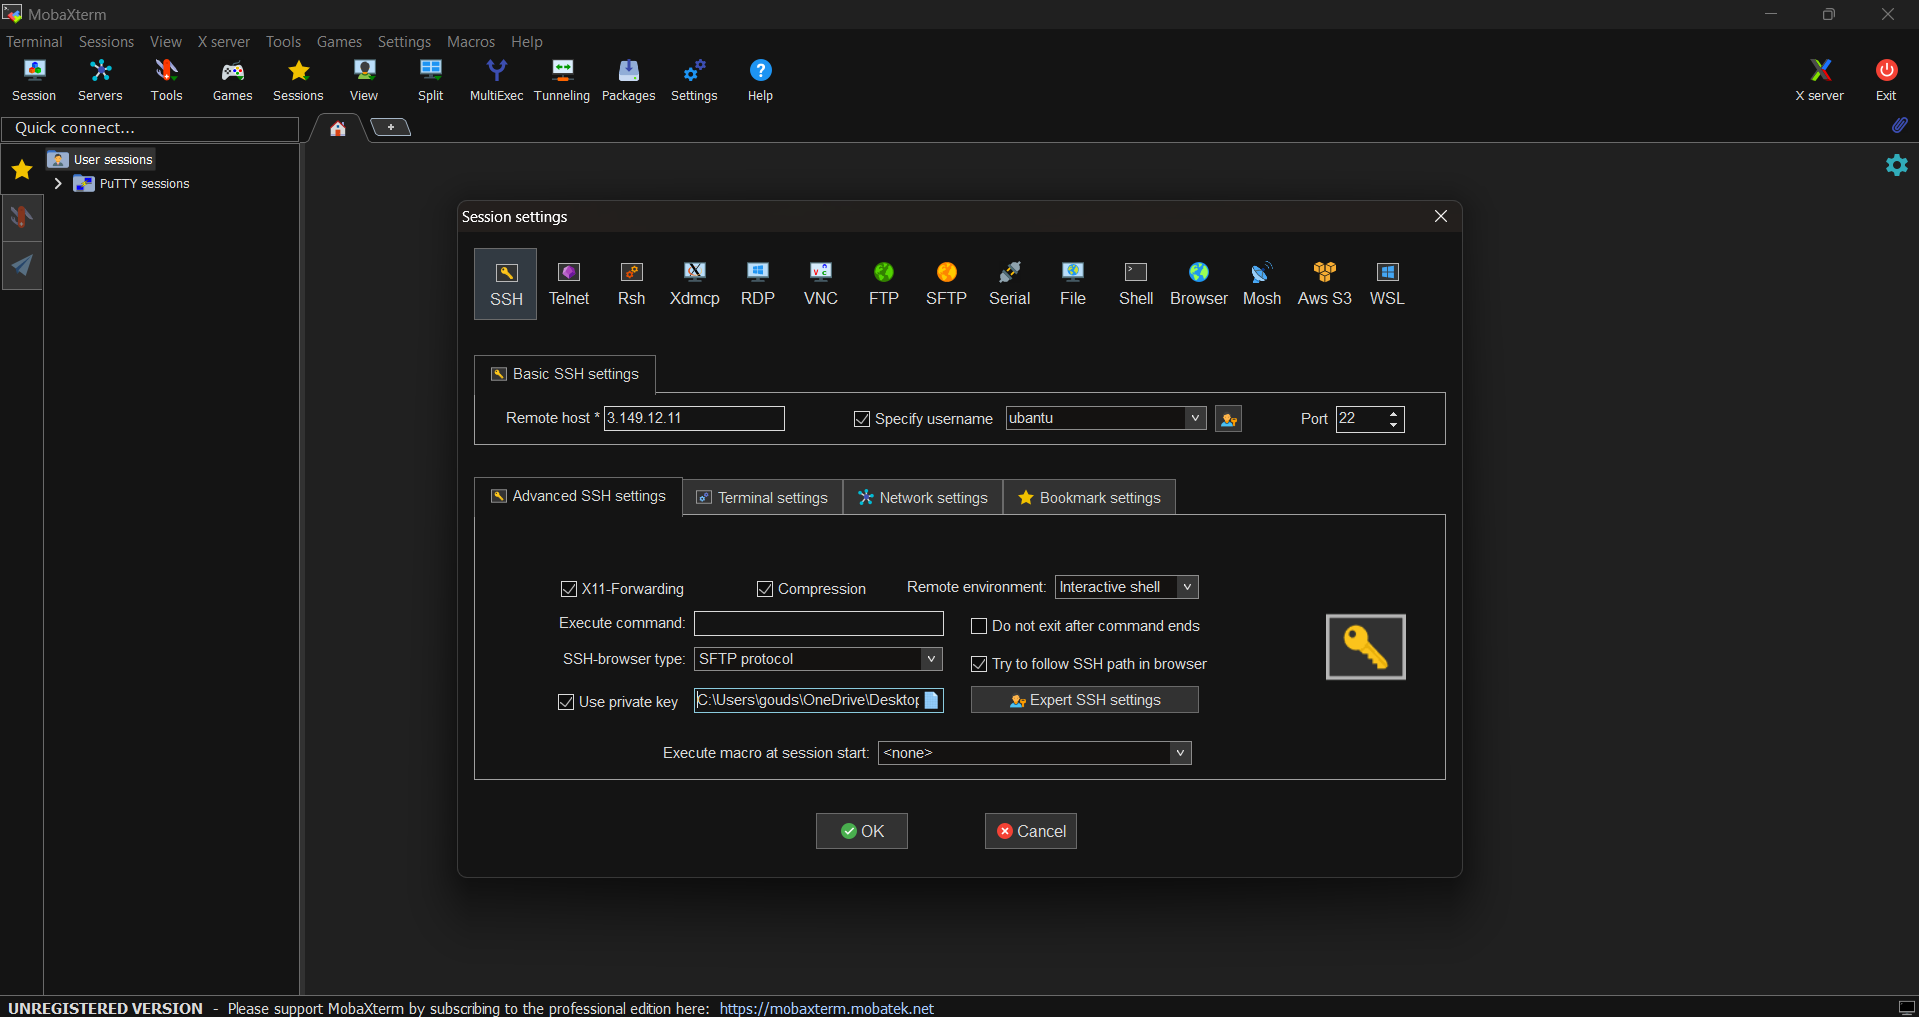 MobaXterm
Terminal Sessions View X server Tools Games Settings Macros Help
Session Servers Tools Games Sessions View Split MultiExec Tunneling Packages Settings Help X server Exit
Quick connect...
User sessions
PuTTY sessions
Session settings
SSH Telnet Rsh Xdmcp RDP VNC FTP SFTP Serial File Shell Browser Mosh Aws S3 WSL
Basic SSH settings
Remote host * 3.149.12.11 Specify username ubantu Port 22
Advanced SSH settings Terminal settings Network settings Bookmark settings
X11-Forwarding Compression Remote environment: Interactive shell
Execute command: Do not exit after command ends
SSH-browser type: SFTP protocol Try to follow SSH path in browser
Use private key C:\Users\gouds\OneDrive\Desktop Expert SSH settings
Execute macro at session start: <none>
OK Cancel
UNREGISTERED VERSION - Please support MobaXterm by subscribing to the professional edition here: https://mobaxterm.mobatek.net